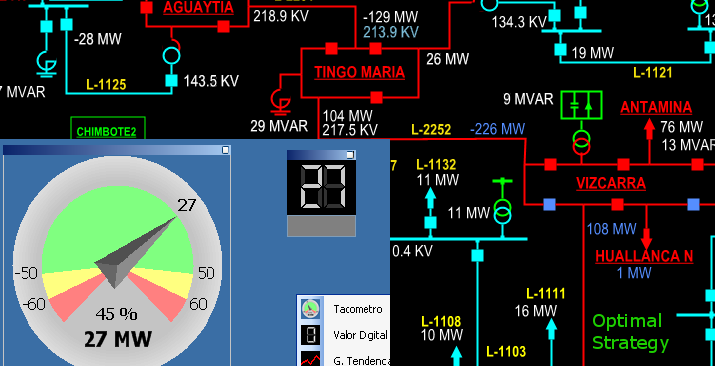 AGUAYTIA
218.9 KV
-129 MW
213.9 KV
134.3 KV
-28 MW
26 MW
19 MW
L-1125
143.5 KV
TINGO MARIA
L-1121
MVAR
9 MVAR
ANTAMINA
29 MVAR
104 MW
217.5 KV
76 MW
13 MVAR
CHIMBOTE2
L-2252
-226 MW
L-1132
11 MW
VIZCARRA
27
27
11 MW
108 MW
0.4 KV
HUALLANCA N
1 MW
-50
50
-60
60
45 %
27 MW
Tacometro
Valor Dgital
G. Tendenca
L-1111
16 MW
L-1108
10 MW
L-1103
Optimal
Strategy